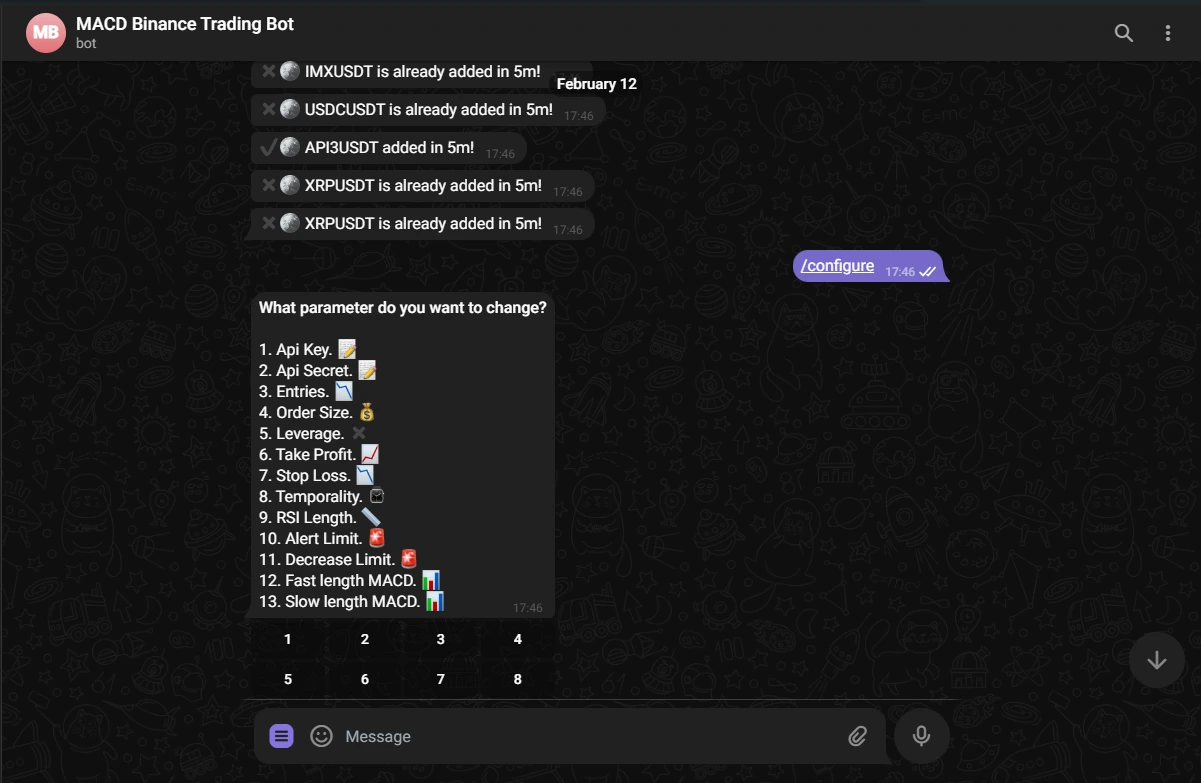 MB
MACD Binance Trading Bot
bot
IMXUSDT is already added in 5m!
February 12
USDCUSDT is already added in 5m! 17:46
API3USDT added in 5m! 17:46
XRPUSDT is already added in 5m! 17:46
XRPUSDT is already added in 5m! 17:46
/configure 17:46
What parameter do you want to change?
1. Api Key.
2. Api Secret.
3. Entries.
4. Order Size.
5. Leverage.
6. Take Profit.
7. Stop Loss.
8. Temporality.
9. RSI Length.
10. Alert Limit.
11. Decrease Limit.
12. Fast length MACD.
13. Slow length MACD. 17:46
1 2 3 4
5 6 7 8
Message